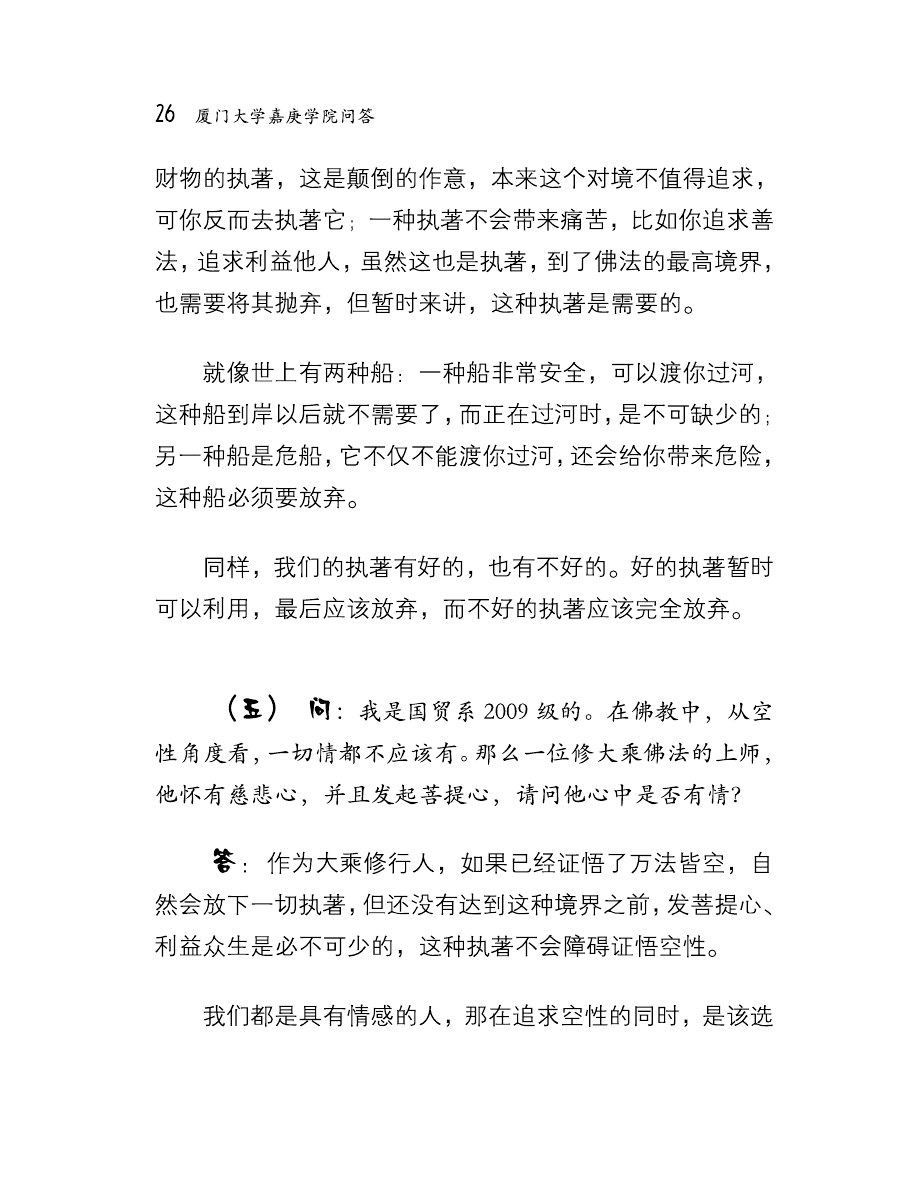 26 厦门大学嘉庚学院问答
财物的执著，这是颠倒的作意，本来这个对境不值得追求，
可你反而去执著它；一种执著不会带来痛苦，比如你追求善
法，追求利益他人，虽然这也是执著，到了佛法的最高境界，
也需要将其抛弃，但暂时来讲，这种执著是需要的。
就像世上有两种船：一种船非常安全，可以渡你过河，
这种船到岸以后就不需要了，而正在过河时，是不可缺少的；
另一种船是危船，它不仅不能渡你过河，还会给你带来危险，
这种船必须要放弃。
同样，我们的执著有好的，也有不好的。好的执著暂时
可以利用，最后应该放弃，而不好的执著应该完全放弃。
（五） 问：我是国贸系 2009 级的。在佛教中，从空
性角度看，一切情都不应该有。那么一位修大乘佛法的上师，
他怀有慈悲心，并且发起菩提心，请问他心中是否有情？
答：作为大乘修行人，如果已经证悟了万法皆空，自
然会放下一切执著，但还没有达到这种境界之前，发菩提心、
利益众生是必不可少的，这种执著不会障碍证悟空性。
我们都是具有情感的人，那在追求空性的同时，是该选